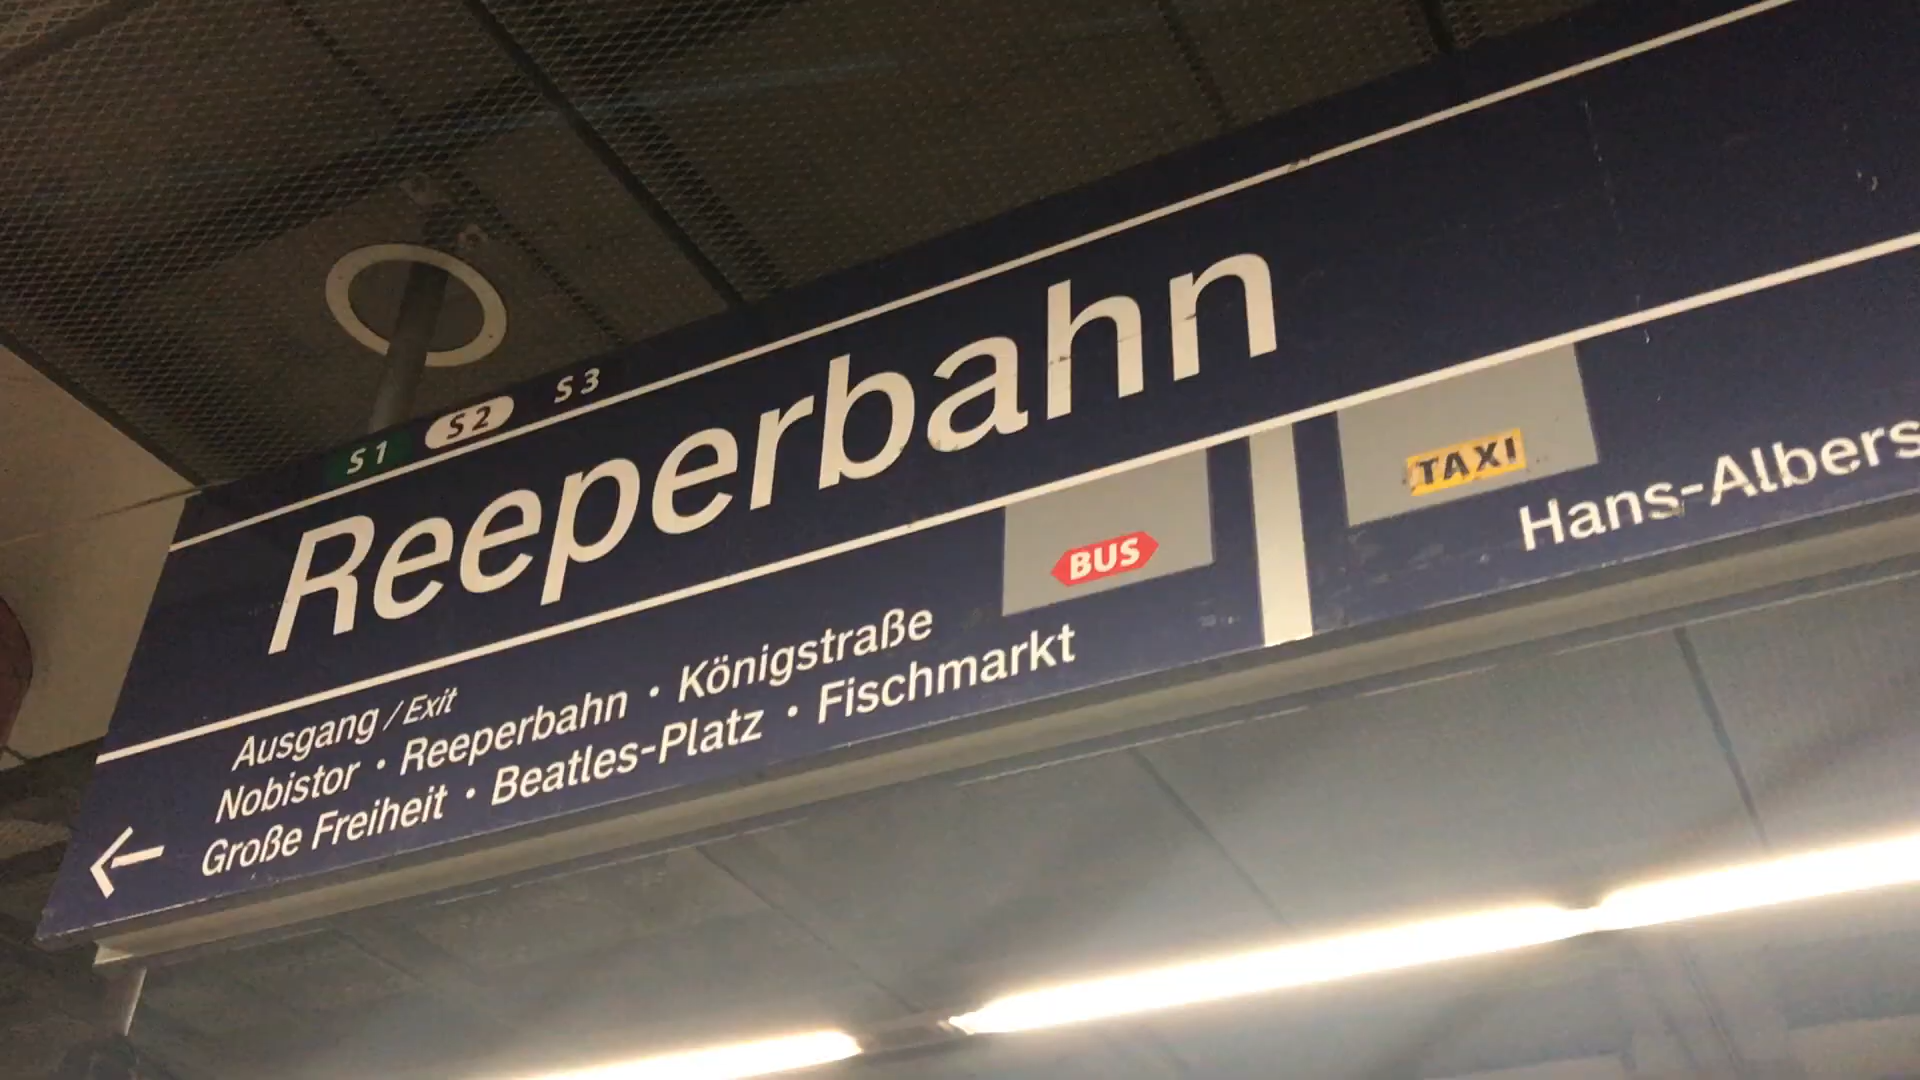 S1 S2 S3
Reeperbahn
BUS
TAXI
Ausgang / Exit
Nobistor · Reeperbahn · Königstraße
Große Freiheit · Beatles-Platz · Fischmarkt
Hans-Albers